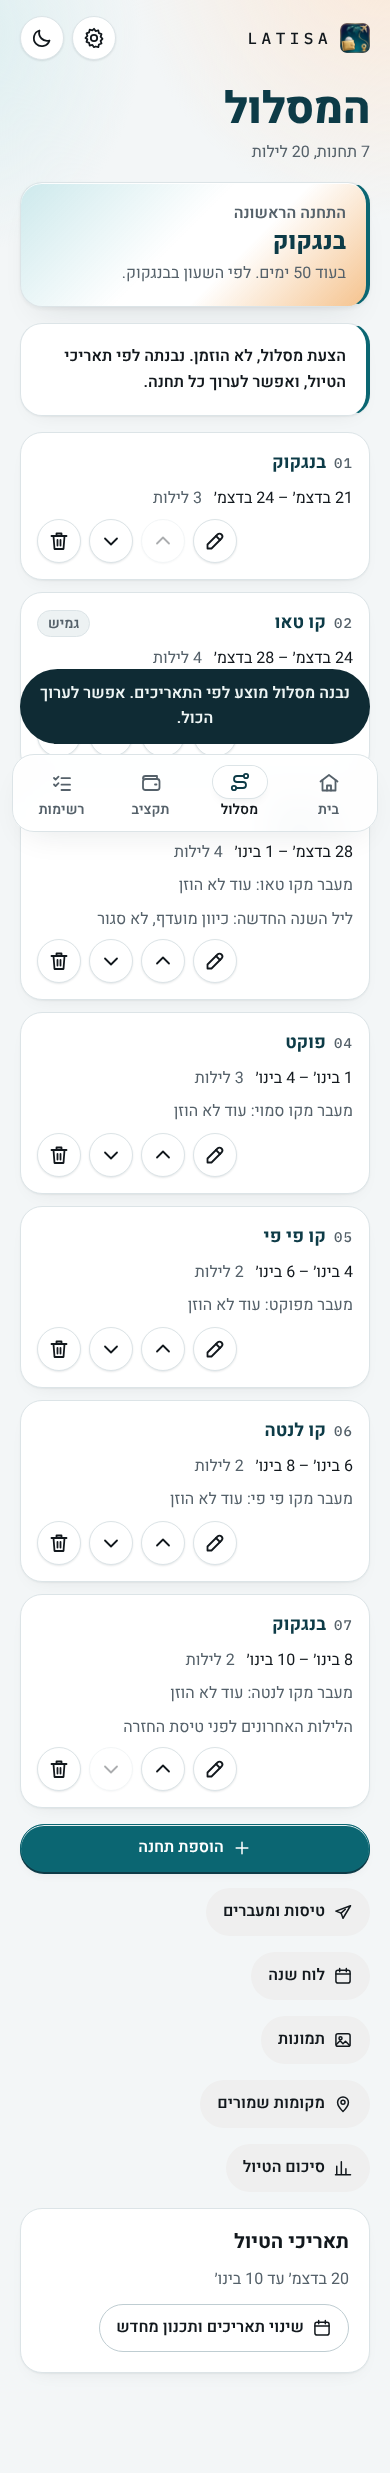 LATISA
המסלול
7 תחנות, 20 לילות
התחנה הראשונה
בנגקוק
בעוד 50 ימים. לפי השעון בבנגקוק.
הצעת מסלול, לא הוזמן. נבנתה לפי תאריכי
הטיול, ואפשר לערוך כל תחנה.
01 בנגקוק
21 בדצמ׳ – 24 בדצמ׳ 3 לילות
02 קו טאו
גמיש
24 בדצמ׳ – 28 בדצמ׳ 4 לילות
נבנה מסלול מוצע לפי התאריכים. אפשר לערוך
הכול.
בית
מסלול
תקציב
רשימות
28 בדצמ׳ – 1 בינו׳ 4 לילות
מעבר מקו טאו: עוד לא הוזן
ליל השנה החדשה: כיוון מועדף, לא סגור
04 פוקט
1 בינו׳ – 4 בינו׳ 3 לילות
מעבר מקו סמוי: עוד לא הוזן
05 קו פי פי
4 בינו׳ – 6 בינו׳ 2 לילות
מעבר מפוקט: עוד לא הוזן
06 קו לנטה
6 בינו׳ – 8 בינו׳ 2 לילות
מעבר מקו פי פי: עוד לא הוזן
07 בנגקוק
8 בינו׳ – 10 בינו׳ 2 לילות
מעבר מקו לנטה: עוד לא הוזן
הלילות האחרונים לפני טיסת החזרה
הוספת תחנה
טיסות ומעברים
לוח שנה
תמונות
מקומות שמורים
סיכום הטיול
תאריכי הטיול
20 בדצמ׳ עד 10 בינו׳
שינוי תאריכים ותכנון מחדש